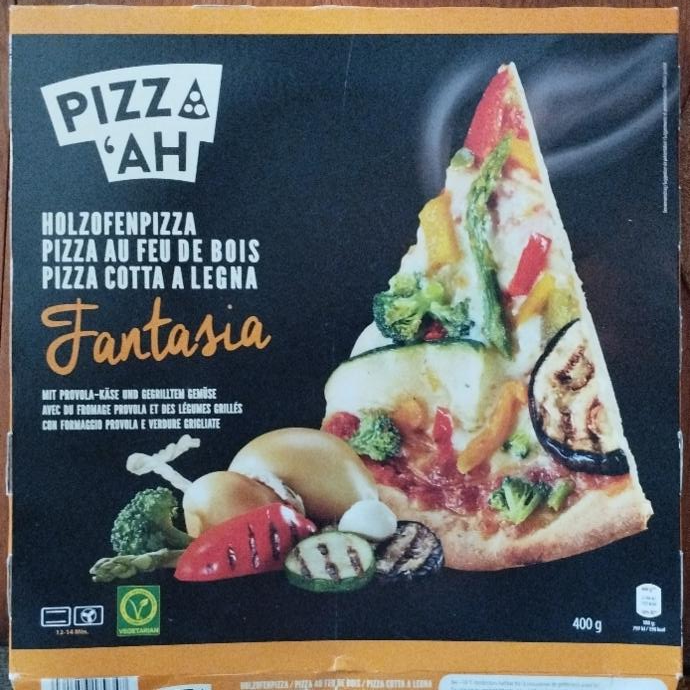 PIZZA
'AH
HOLZOFENPIZZA
PIZZA AU FEU DE BOIS
PIZZA COTTA A LEGNA
Fantasia
MIT PROVOLA-KÄSE UND GEGRILLTEM GEMÜSE
AVEC DU FROMAGE PROVOLA ET DES LÉGUMES GRILLÉS
CON FORMAGGIO PROVOLA E VERDURE GRIGLIATE
12-14 Min.
VEGETARIAN
400 g
100 g:
HOLZOFENPIZZA / PIZZA AU FEU DE BOIS / PIZZA COTTA A LEGNA